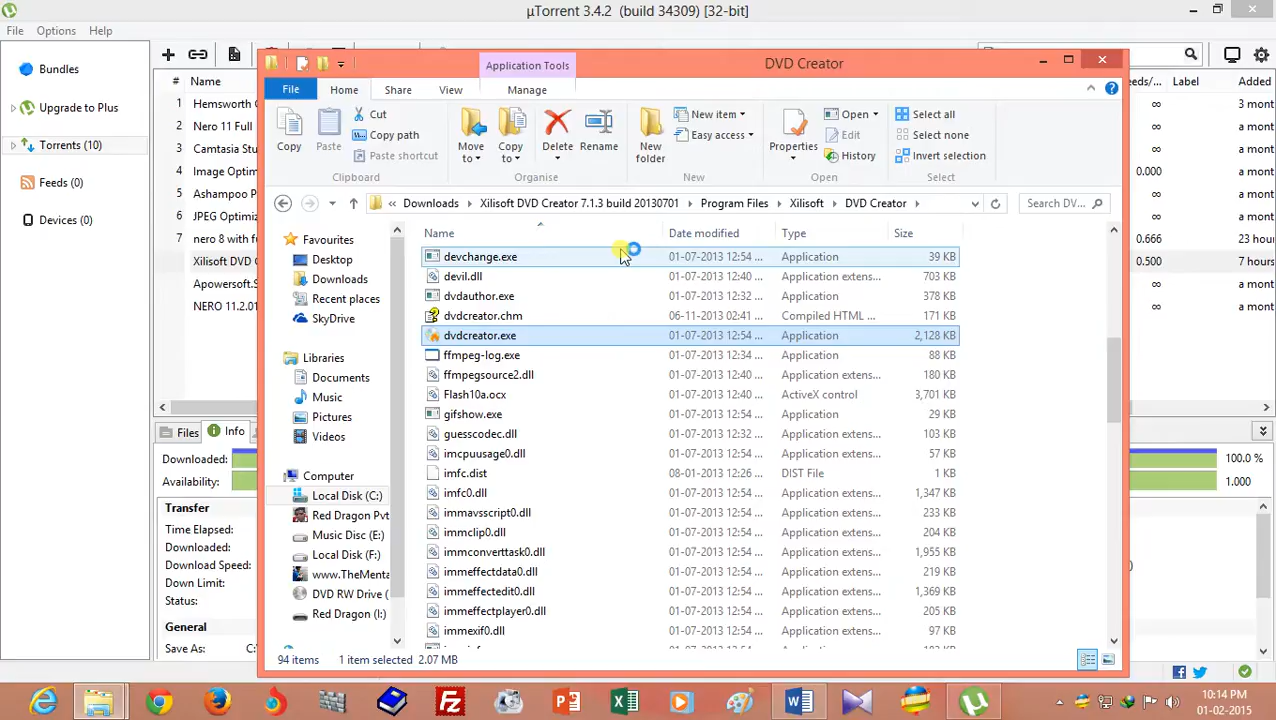 µTorrent 3.4.2 (build 34309) [32-bit]
File Options Help
Bundles
Upgrade to Plus
Torrents (10)
Feeds (0)
Devices (0)
# Name
eeds/... Label Added
1 Hemsworth C
2 Nero 11 Full
3 Camtasia Stu
4 Image Optim
5 Ashampoo P
6 JPEG Optimiz
7 nero 8 with fu
8 Xilisoft DVD C
9 Apowersoft.S
10 NERO 11.2.01
∞ 3 mont
∞ a mont
∞ a mont
0.000 a mont
∞ a mont
∞ a mont
0.666 23 hour
0.500 7 hours
∞ a mont
∞ a mont
Application Tools
DVD Creator
File Home Share View Manage
Copy
Paste
Cut
Copy path
Paste shortcut
Clipboard
Move to
Copy to
Delete
Rename
Organise
New folder
New item
Easy access
New
Properties
Open
Edit
History
Open
Select all
Select none
Invert selection
Select
« Downloads Xilisoft DVD Creator 7.1.3 build 20130701 Program Files Xilisoft DVD Creator
Search DV...
Favourites
Desktop
Downloads
Recent places
SkyDrive
Libraries
Documents
Music
Pictures
Videos
Computer
Local Disk (C:)
Red Dragon Pvt
Music Disc (E:)
Local Disk (F:)
www.TheMenta
DVD RW Drive (
Red Dragon (I:)
Name Date modified Type Size
devchange.exe 01-07-2013 12:54 ... Application 39 KB
devil.dll 01-07-2013 12:40 ... Application extens... 703 KB
dvdauthor.exe 01-07-2013 12:32 ... Application 378 KB
dvdcreator.chm 06-11-2013 02:41 ... Compiled HTML ... 171 KB
dvdcreator.exe 01-07-2013 12:54 ... Application 2,128 KB
ffmpeg-log.exe 01-07-2013 12:34 ... Application 88 KB
ffmpegsource2.dll 01-07-2013 12:40 ... Application extens... 180 KB
Flash10a.ocx 01-07-2013 12:40 ... ActiveX control 3,701 KB
gifshow.exe 01-07-2013 12:54 ... Application 29 KB
guesscodec.dll 01-07-2013 12:32 ... Application extens... 103 KB
imcpuusage0.dll 01-07-2013 12:54 ... Application extens... 57 KB
imfc.dist 08-01-2013 12:26 ... DIST File 1 KB
imfc0.dll 01-07-2013 12:54 ... Application extens... 1,347 KB
immavsscript0.dll 01-07-2013 12:54 ... Application extens... 233 KB
immclip0.dll 01-07-2013 12:54 ... Application extens... 204 KB
immconverttask0.dll 01-07-2013 12:54 ... Application extens... 1,955 KB
immeffectdata0.dll 01-07-2013 12:54 ... Application extens... 219 KB
immeffectedit0.dll 01-07-2013 12:54 ... Application extens... 1,369 KB
immeffectplayer0.dll 01-07-2013 12:54 ... Application extens... 205 KB
immexif0.dll 01-07-2013 12:54 ... Application extens... 97 KB
94 items 1 item selected 2.07 MB
Files Info
Downloaded: 100.0 %
Availability: 1.000
Transfer
Time Elapsed:
Downloaded:
Download Speed:
Down Limit:
Status:
General
Save As: C:\
10:14 PM
01-02-2015